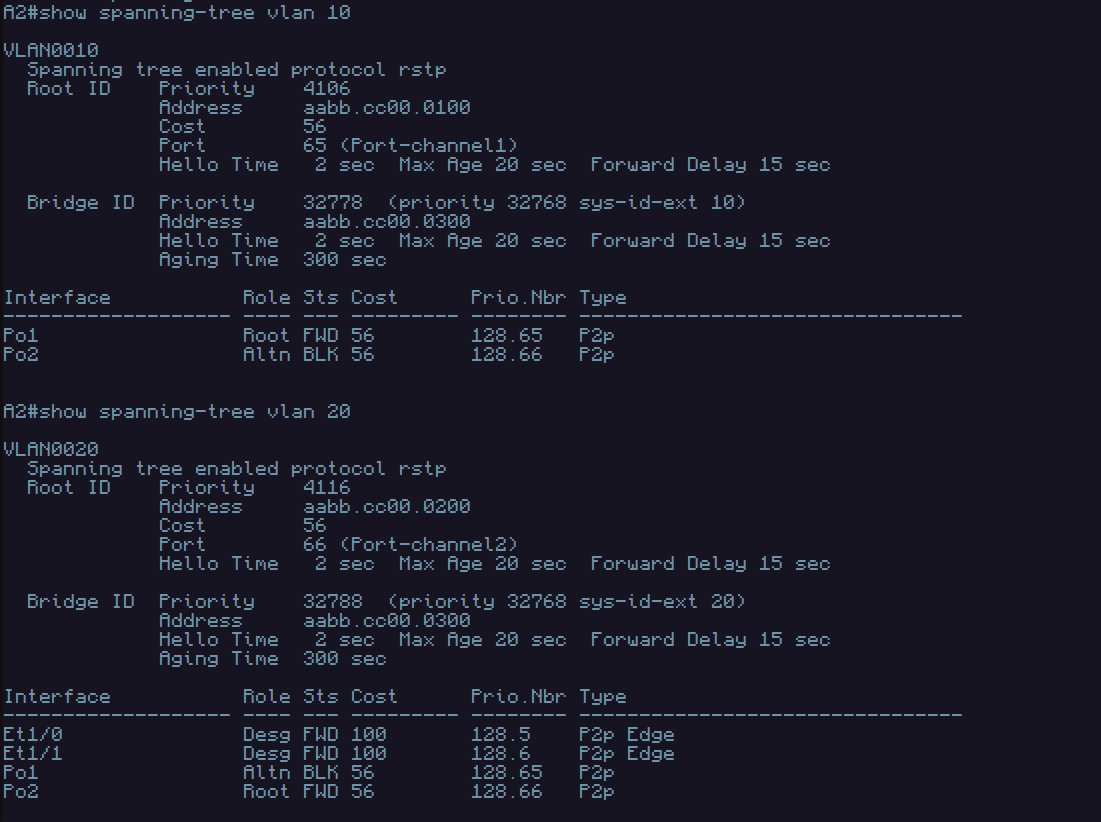 A2#show spanning-tree vlan 10
VLAN0010
  Spanning tree enabled protocol rstp
  Root ID    Priority    4106
             Address     aabb.cc00.0100
             Cost        56
             Port        65 (Port-channel1)
             Hello Time   2 sec  Max Age 20 sec  Forward Delay 15 sec
  Bridge ID  Priority    32778  (priority 32768 sys-id-ext 10)
             Address     aabb.cc00.0300
             Hello Time   2 sec  Max Age 20 sec  Forward Delay 15 sec
             Aging Time  300 sec
Interface           Role Sts Cost      Prio.Nbr Type
------------------- ---- --- --------- -------- --------------------------------
Po1                 Root FWD 56        128.65   P2p
Po2                 Altn BLK 56        128.66   P2p
A2#show spanning-tree vlan 20
VLAN0020
  Spanning tree enabled protocol rstp
  Root ID    Priority    4116
             Address     aabb.cc00.0200
             Cost        56
             Port        66 (Port-channel2)
             Hello Time   2 sec  Max Age 20 sec  Forward Delay 15 sec
  Bridge ID  Priority    32788  (priority 32768 sys-id-ext 20)
             Address     aabb.cc00.0300
             Hello Time   2 sec  Max Age 20 sec  Forward Delay 15 sec
             Aging Time  300 sec
Interface           Role Sts Cost      Prio.Nbr Type
------------------- ---- --- --------- -------- --------------------------------
Et1/0               Desg FWD 100       128.5    P2p Edge
Et1/1               Desg FWD 100       128.6    P2p Edge
Po1                 Altn BLK 56        128.65   P2p
Po2                 Root FWD 56        128.66   P2p